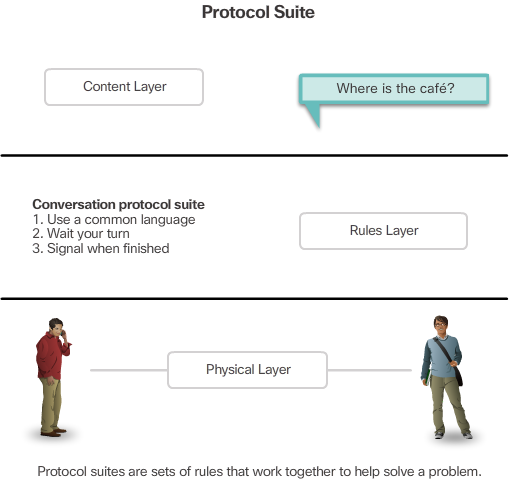 Protocol Suite
Content Layer
Where is the café?
Conversation protocol suite
1. Use a common language
2. Wait your turn
3. Signal when finished
Rules Layer
Physical Layer
Protocol suites are sets of rules that work together to help solve a problem.